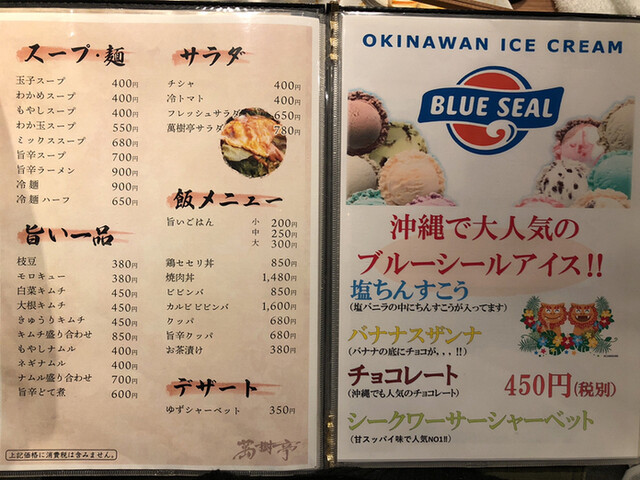 スープ・麺
玉子スープ 400円
わかめスープ 400円
もやしスープ 400円
わか玉スープ 550円
ミックススープ 680円
旨辛スープ 700円
旨辛ラーメン 900円
冷麺 900円
冷麺ハーフ 650円
旨い一品
枝豆 380円
モロキュー 380円
白菜キムチ 450円
大根キムチ 450円
きゅうりキムチ 450円
キムチ盛り合わせ 850円
もやしナムル 400円
ネギナムル 400円
ナムル盛り合わせ 700円
旨辛とて煮 600円
上記価格に消費税は含みません。
サラダ
チシャ 400円
冷トマト 400円
フレッシュサラダ 650円
萬樹亭サラダ 780円
飯メニュー
旨いごはん 小 200円
中 250円
大 300円
鶏セセリ丼 850円
焼肉丼 1,480円
ビビンバ 850円
カルビビビンバ 1,600円
クッパ 680円
旨辛クッパ 880円
お茶漬け 380円
デザート
ゆずシャーベット 350円
萬樹亭
OKINAWAN ICE CREAM
BLUE SEAL
沖縄で大人気の
ブルーシールアイス!!
塩ちんすこう
(塩バニラの中にちんすこうが入ってます)
バナナスザンナ
(バナナの底にチョコが,,,!!)
チョコレート 450円(税別)
(沖縄でも人気のチョコレート)
シークワーサーシャーベット
(甘スッパイ味で人気NO1!!)